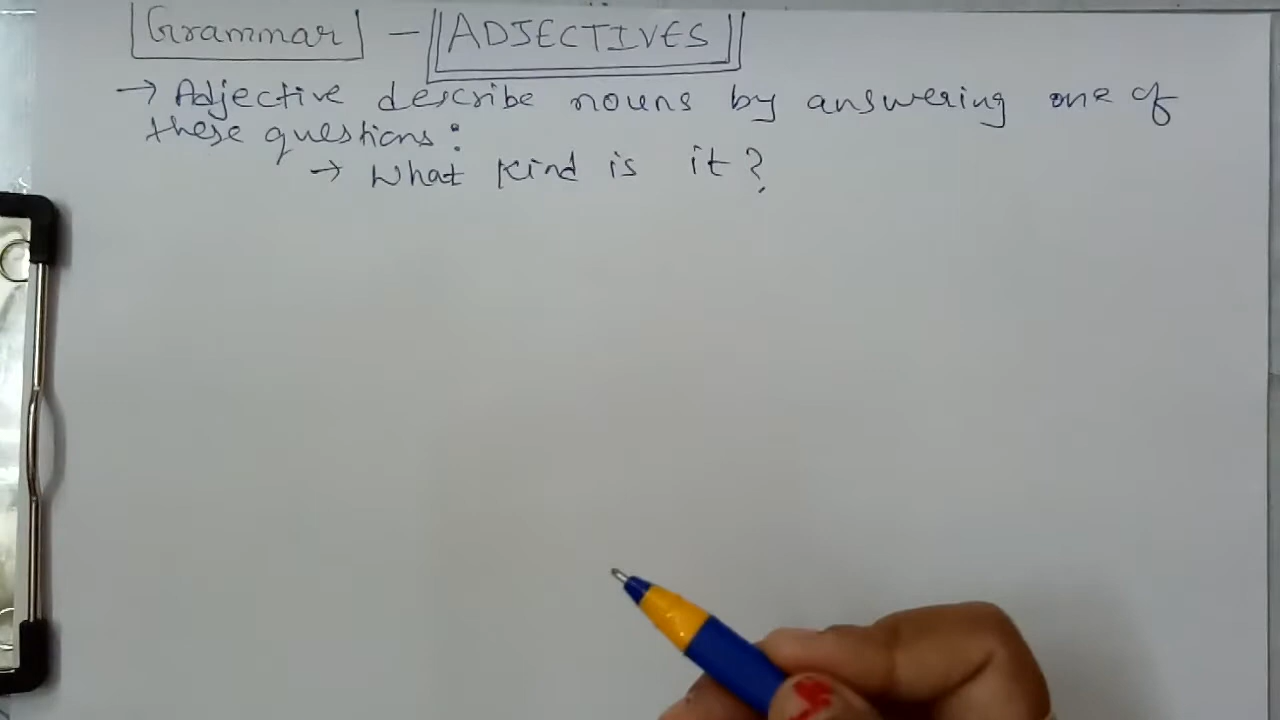 Grammar - ADJECTIVES
→ Adjective describe nouns by answering one of
these questions:
→ What kind is it?